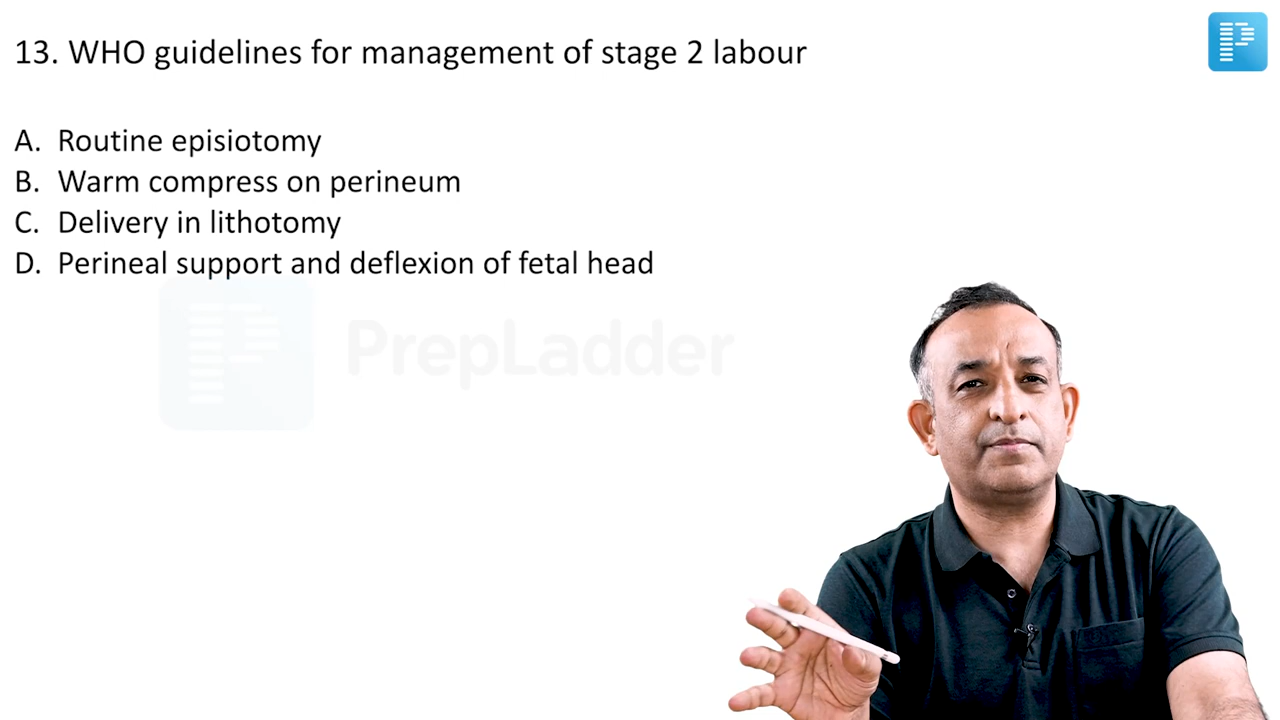 13. WHO guidelines for management of stage 2 labour
A. Routine episiotomy
B. Warm compress on perineum
C. Delivery in lithotomy
D. Perineal support and deflexion of fetal head
PrepLadder